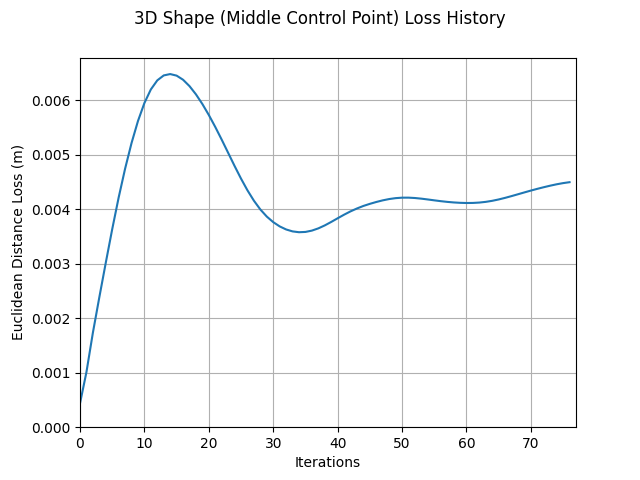 3D Shape (Middle Control Point) Loss History
Euclidean Distance Loss (m)
0.006
0.005
0.004
0.003
0.002
0.001
0.000
0 10 20 30 40 50 60 70
Iterations